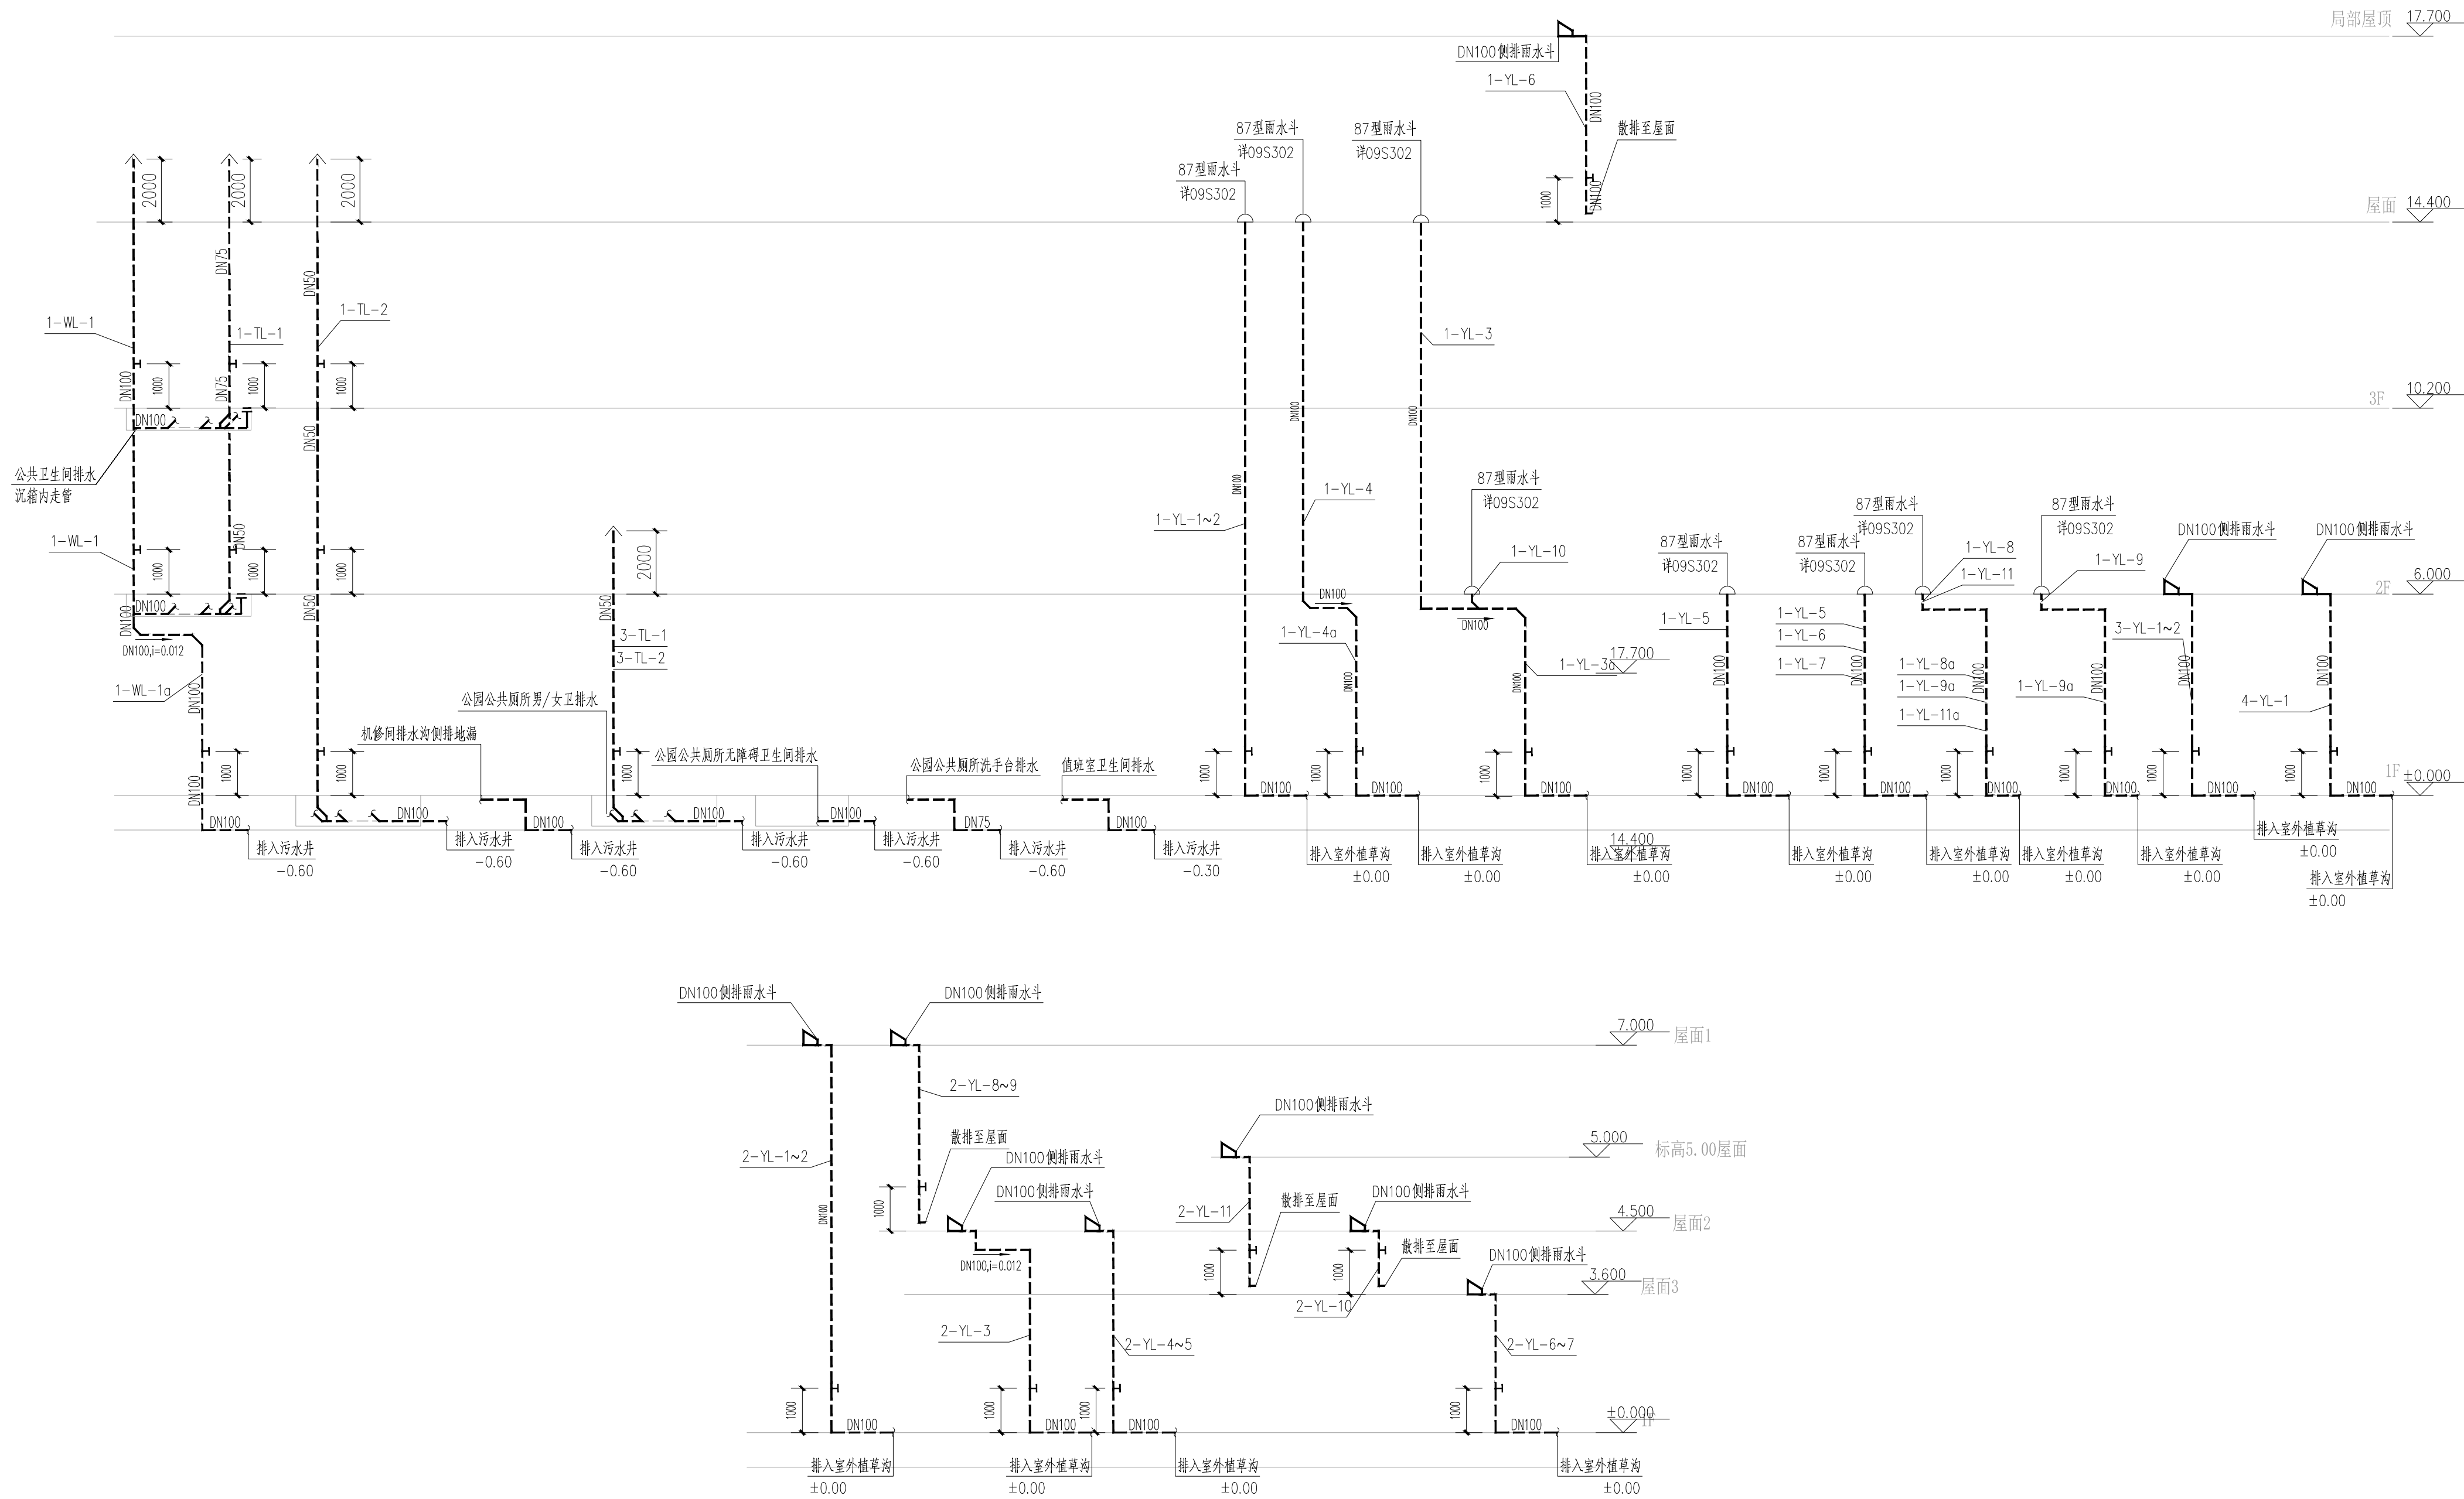 局部屋顶 17.700
DN100侧排雨水斗
1-YL-6
DN100
散排至屋面
DN100
1000
屋面 14.400
87型雨水斗
详09S302
87型雨水斗
详09S302
87型雨水斗
详09S302
2000
2000
2000
DN75
DN50
1-WL-1
1-TL-1
1-TL-2
1-YL-3
DN100
1000
DN75
1000
1000
3F 10.200
DN100
DN50
DN100
DN100
DN100
公共卫生间排水
沉箱内走管
1-YL-1~2
1-YL-4
87型雨水斗
详09S302
1-YL-10
1-WL-1
1000
DN50
1000
1000
2000
87型雨水斗
详09S302
87型雨水斗
详09S302
87型雨水斗
详09S302
1-YL-8
1-YL-11
87型雨水斗
详09S302
1-YL-9
DN100侧排雨水斗
DN100侧排雨水斗
2F 6.000
DN100
DN100
DN50
DN50
DN100
DN100
DN100,i=0.012
3-TL-1
3-TL-2
1-YL-4a
17.700
1-YL-3a
1-YL-5
1-YL-5
1-YL-6
1-YL-7
1-YL-8a
1-YL-9a
1-YL-11a
1-YL-9a
3-YL-1~2
4-YL-1
1-WL-1a
DN100
DN100
DN100
DN100
DN100
DN100
DN100
DN100
DN100
公园公共厕所男/女卫排水
机修间排水沟侧排地漏
公园公共厕所无障碍卫生间排水
公园公共厕所洗手台排水
值班室卫生间排水
DN100
1000
1000
1000
1000
1000
1000
1000
1000
1000
1000
1000
1000
1F ±0.000
DN100
DN100
DN100
DN100
DN100
DN100
DN100
DN100
DN100
DN100
DN100
DN100
DN100
DN100
DN75
DN100
14.400
排入污水井
-0.60
排入污水井
-0.60
排入污水井
-0.60
排入污水井
-0.60
排入污水井
-0.60
排入污水井
-0.60
排入污水井
-0.30
排入室外植草沟
±0.00
排入室外植草沟
±0.00
排入室外植草沟
±0.00
排入室外植草沟
±0.00
排入室外植草沟
±0.00
排入室外植草沟
±0.00
排入室外植草沟
±0.00
排入室外植草沟
±0.00
排入室外植草沟
±0.00
DN100侧排雨水斗
DN100侧排雨水斗
7.000 屋面1
2-YL-8~9
DN100侧排雨水斗
散排至屋面
5.000 标高5.00屋面
2-YL-1~2
DN100侧排雨水斗
DN100侧排雨水斗
DN100侧排雨水斗
1000
DN100
2-YL-11
散排至屋面
4.500 屋面2
散排至屋面
DN100侧排雨水斗
DN100,i=0.012
1000
1000
3.600 屋面3
2-YL-10
2-YL-3
2-YL-4~5
2-YL-6~7
1000
1000
1000
1000
±0.000
1F
DN100
DN100
DN100
DN100
排入室外植草沟
±0.00
排入室外植草沟
±0.00
排入室外植草沟
±0.00
排入室外植草沟
±0.00